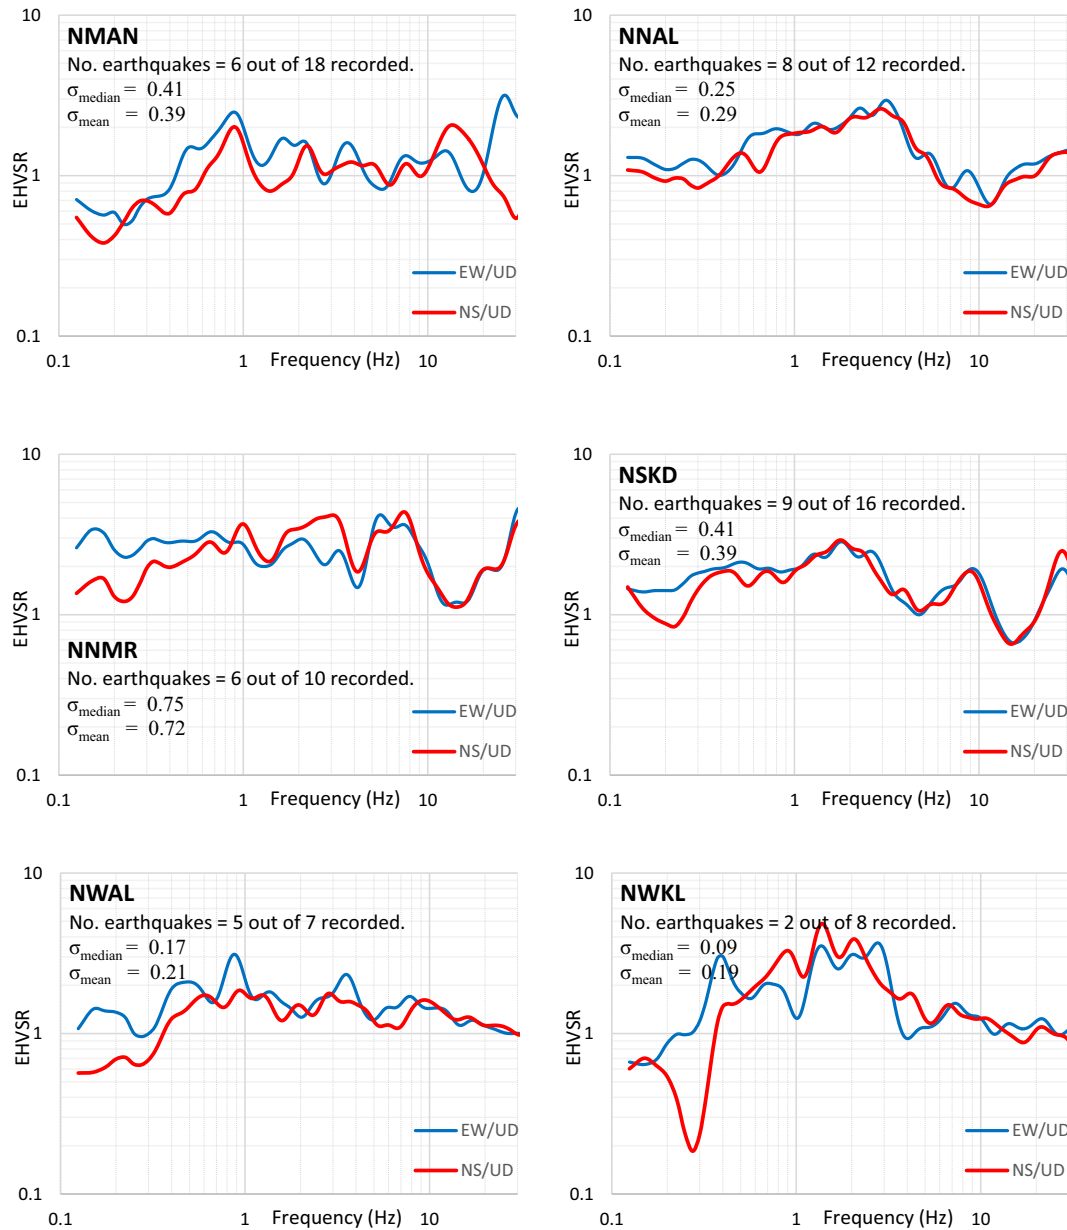 10
NMAN
No. earthquakes = 6 out of 18 recorded.
σmedian = 0.41
σmean = 0.39
EHVSR
1
EW/UD
NS/UD
0.1
0.1
1
Frequency (Hz)
10
10
NNAL
No. earthquakes = 8 out of 12 recorded.
σmedian = 0.25
σmean = 0.29
EHVSR
1
EW/UD
NS/UD
0.1
0.1
1
Frequency (Hz)
10
10
EHVSR
1
NNMR
No. earthquakes = 6 out of 10 recorded.
σmedian = 0.75
σmean = 0.72
EW/UD
NS/UD
0.1
0.1
1
Frequency (Hz)
10
10
NSKD
No. earthquakes = 9 out of 16 recorded.
σmedian = 0.41
σmean = 0.39
EHVSR
1
EW/UD
NS/UD
0.1
0.1
1
Frequency (Hz)
10
10
NWAL
No. earthquakes = 5 out of 7 recorded.
σmedian = 0.17
σmean = 0.21
EHVSR
1
EW/UD
NS/UD
0.1
0.1
1
Frequency (Hz)
10
10
NWKL
No. earthquakes = 2 out of 8 recorded.
σmedian = 0.09
σmean = 0.19
EHVSR
1
EW/UD
NS/UD
0.1
0.1
1
Frequency (Hz)
10